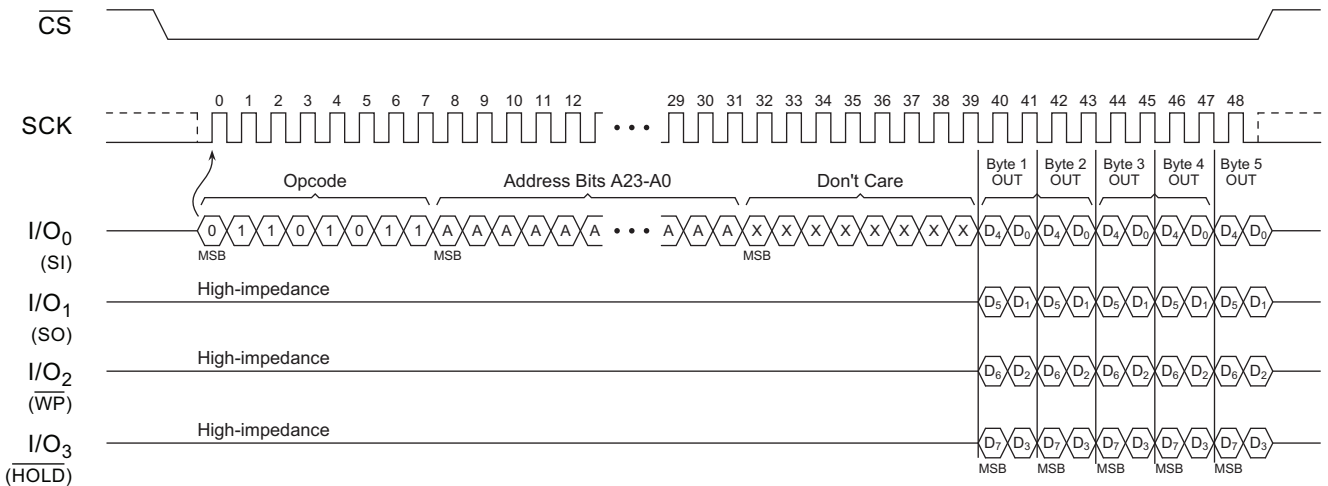 CS
0 1 2 3 4 5 6 7 8 9 10 11 12 29 30 31 32 33 34 35 36 37 38 39 40 41 42 43 44 45 46 47 48
SCK • • •
Byte 1 OUT Byte 2 OUT Byte 3 OUT Byte 4 OUT Byte 5 OUT
Opcode Address Bits A23-A0 Don't Care
I/O0 0 1 1 0 1 0 1 1 A A A A A A • • • A A A X X X X X X X X D4 D0 D4 D0 D4 D0 D4 D0 D4 D0
(SI) MSB MSB MSB
High-impedance
I/O1 D5 D1 D5 D1 D5 D1 D5 D1 D5 D1
(SO)
High-impedance
I/O2 D6 D2 D6 D2 D6 D2 D6 D2 D6 D2
(WP)
High-impedance
I/O3 D7 D3 D7 D3 D7 D3 D7 D3 D7 D3
(HOLD) MSB MSB MSB MSB MSB